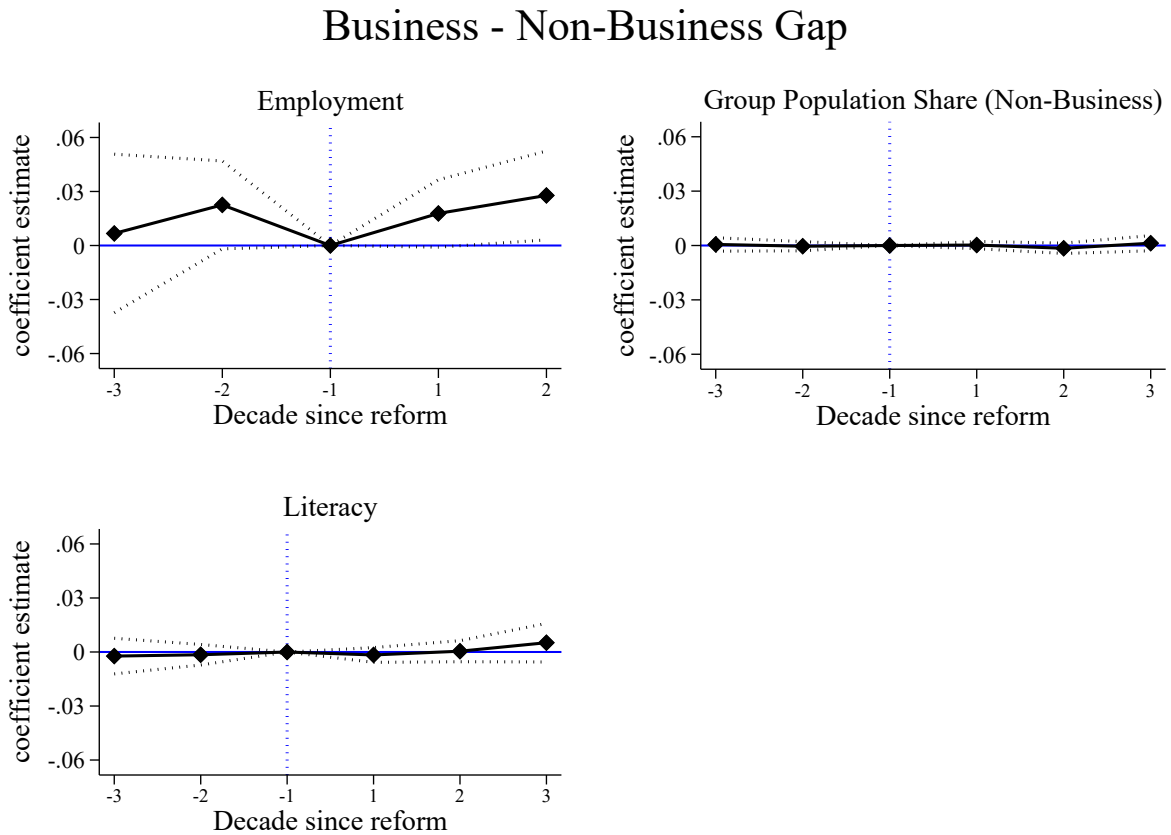 Business - Non-Business Gap
Employment
coefficient estimate
.06
.03
0
-.03
-.06
-3 -2 -1 1 2
Decade since reform
Group Population Share (Non-Business)
coefficient estimate
.06
.03
0
-.03
-.06
-3 -2 -1 1 2 3
Decade since reform
Literacy
coefficient estimate
.06
.03
0
-.03
-.06
-3 -2 -1 1 2 3
Decade since reform